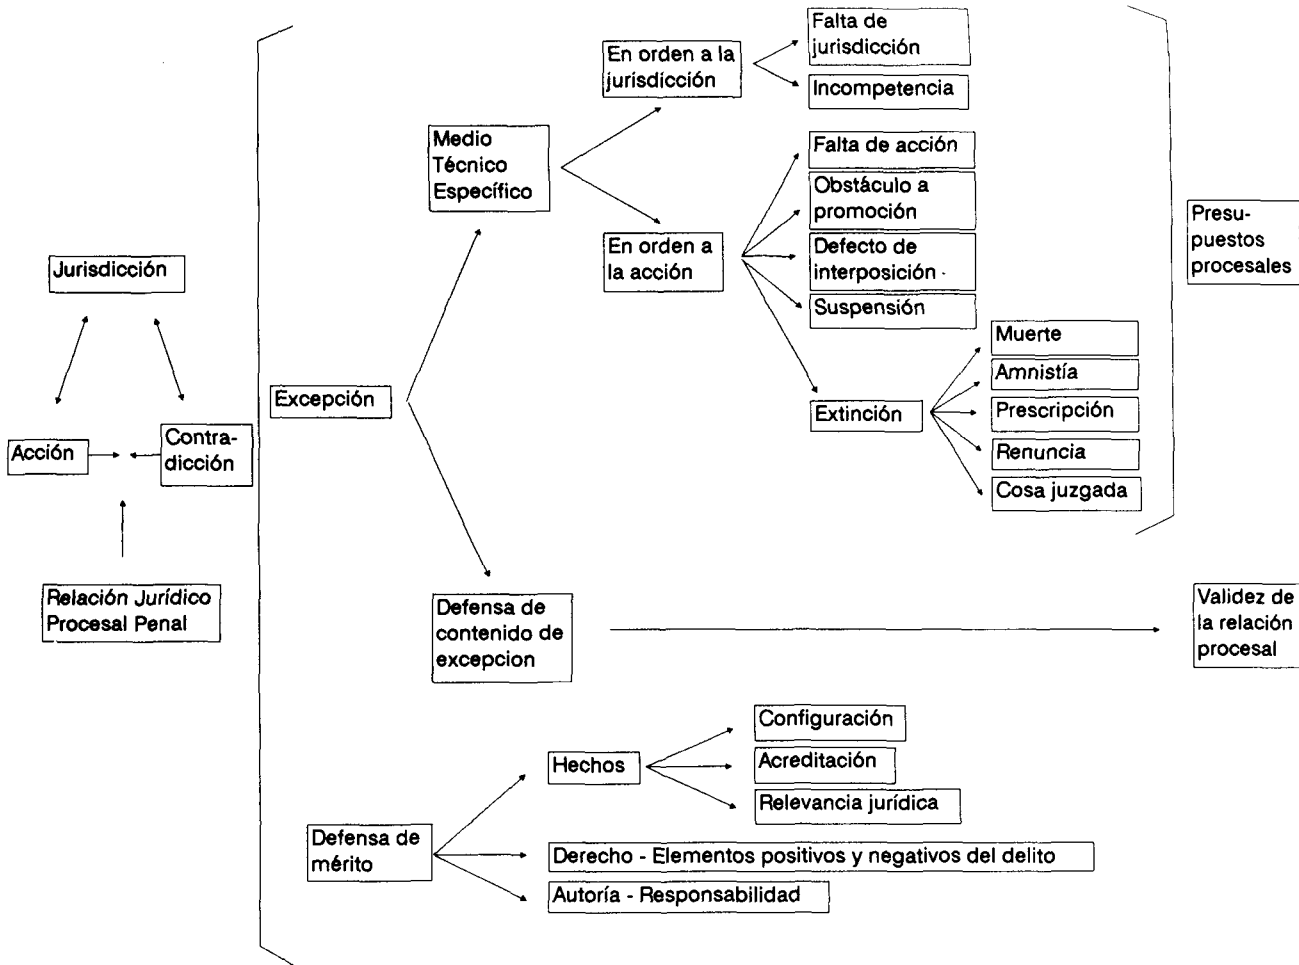 Jurisdicción
Acción
Contra-
dicción
Relación Jurídico
Procesal Penal
Excepción
Medio
Técnico
Específico
En orden a la
jurisdicción
Falta de
jurisdicción
Incompetencia
En orden a
la acción
Falta de acción
Obstáculo a
promoción
Defecto de
interposición
Suspensión
Extinción
Muerte
Amnistía
Prescripción
Renuncia
Cosa juzgada
Presu-
puestos
procesales
Defensa de
contenido de
excepcion
Validez de
la relación
procesal
Defensa de
mérito
Hechos
Configuración
Acreditación
Relevancia jurídica
Derecho - Elementos positivos y negativos del delito
Autoría - Responsabilidad